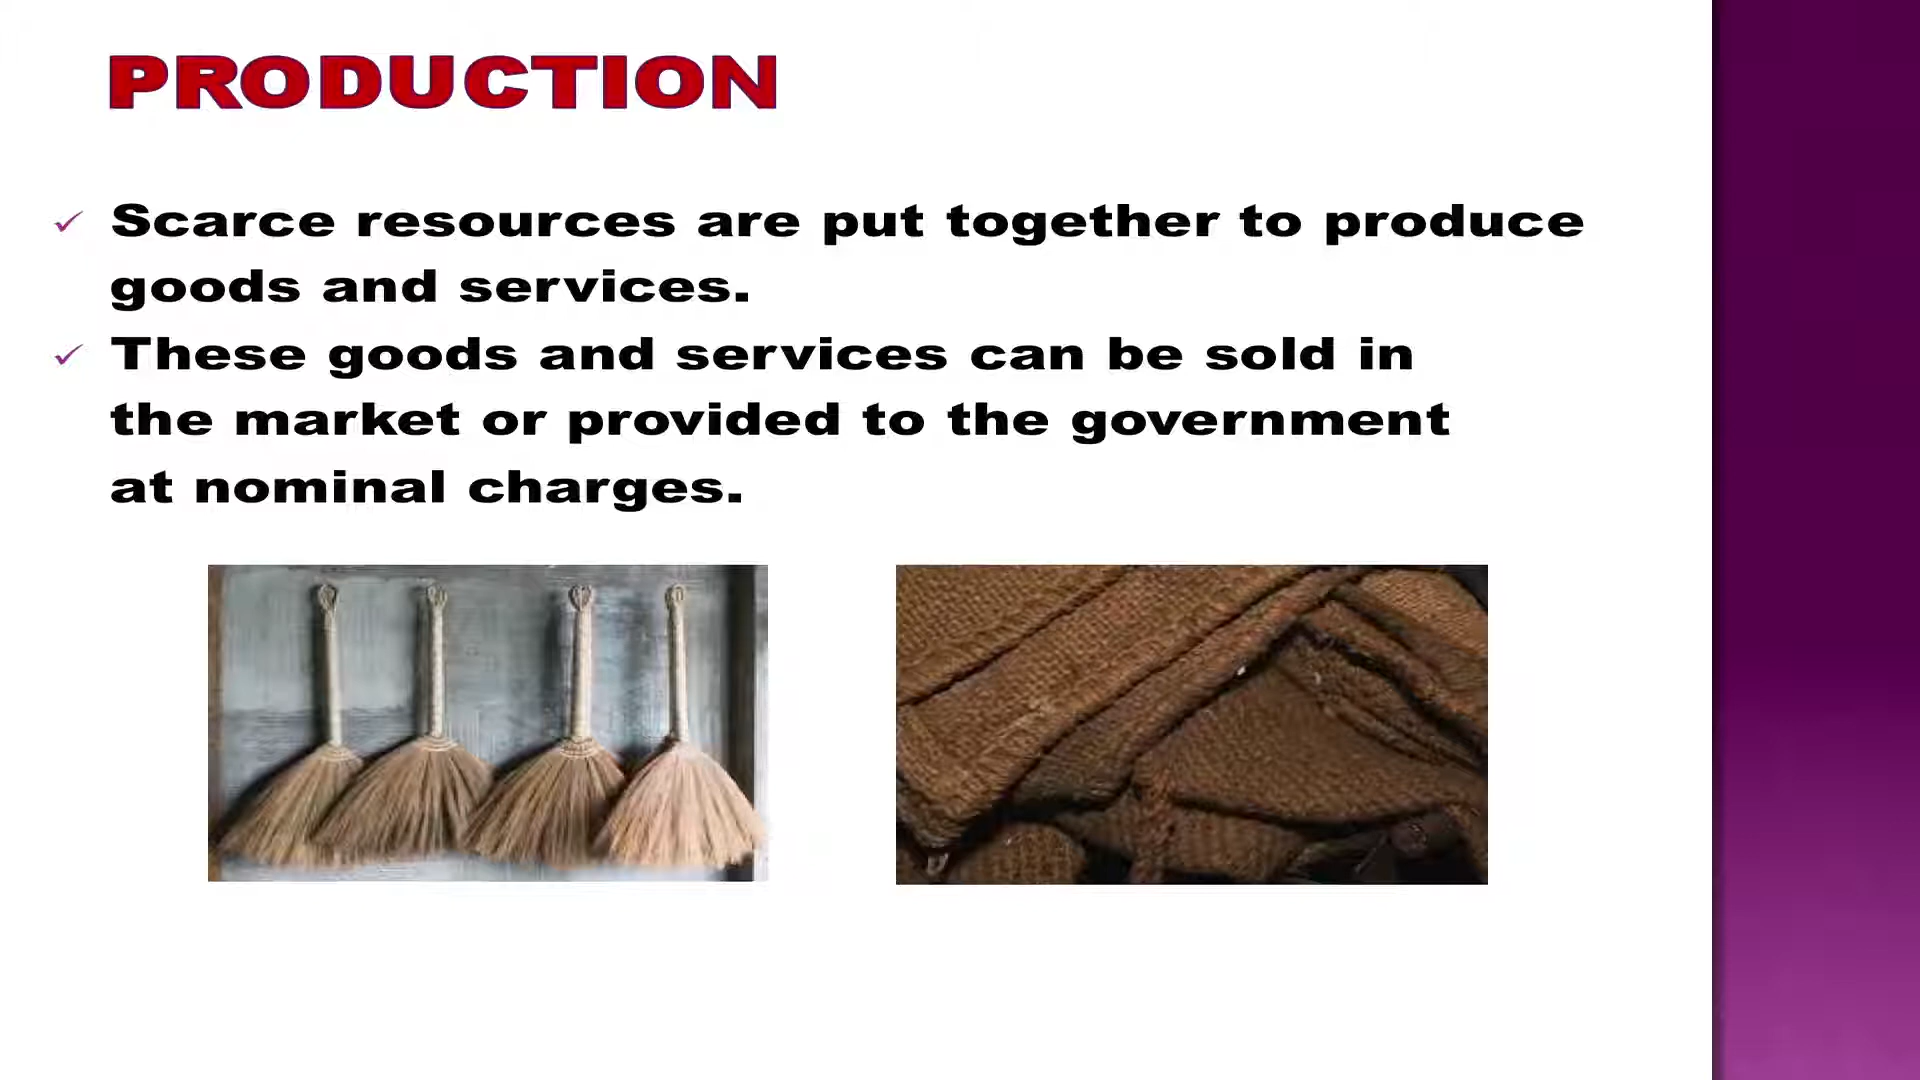 PRODUCTION
Scarce resources are put together to produce
goods and services.
These goods and services can be sold in
the market or provided to the government
at nominal charges.